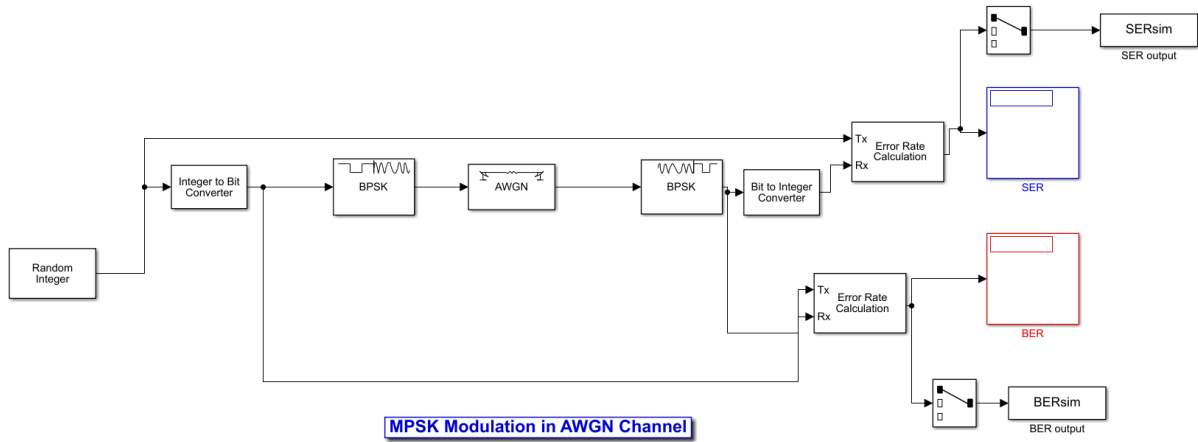 SERsim
SER output
Tx
Rx
Error Rate
Calculation
SER
Integer to Bit
Converter
BPSK
AWGN
BPSK
Bit to Integer
Converter
Random
Integer
Tx
Rx
Error Rate
Calculation
BER
BERsim
BER output
MPSK Modulation in AWGN Channel